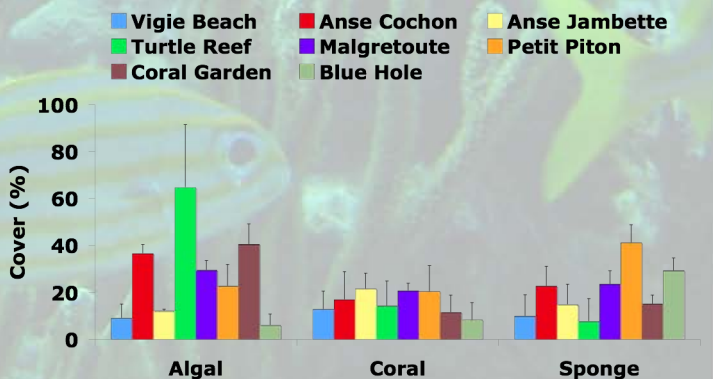 Vigie Beach Anse Cochon Anse Jambette
Turtle Reef Malgretoute Petit Piton
Coral Garden Blue Hole
100
80
60
40
20
0
Cover (%)
Algal Coral Sponge